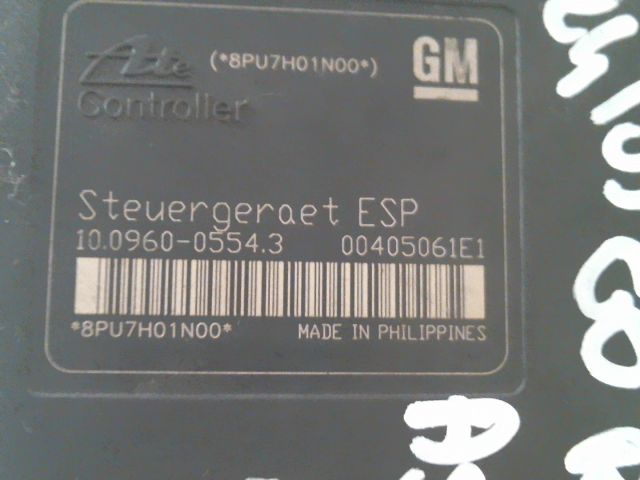 Ate (*8PU7H01N00*) GM
Controller
Steuergeraet ESP
10.0960-0554.3 00405061E1
*8PU7H01N00* MADE IN PHILIPPINES